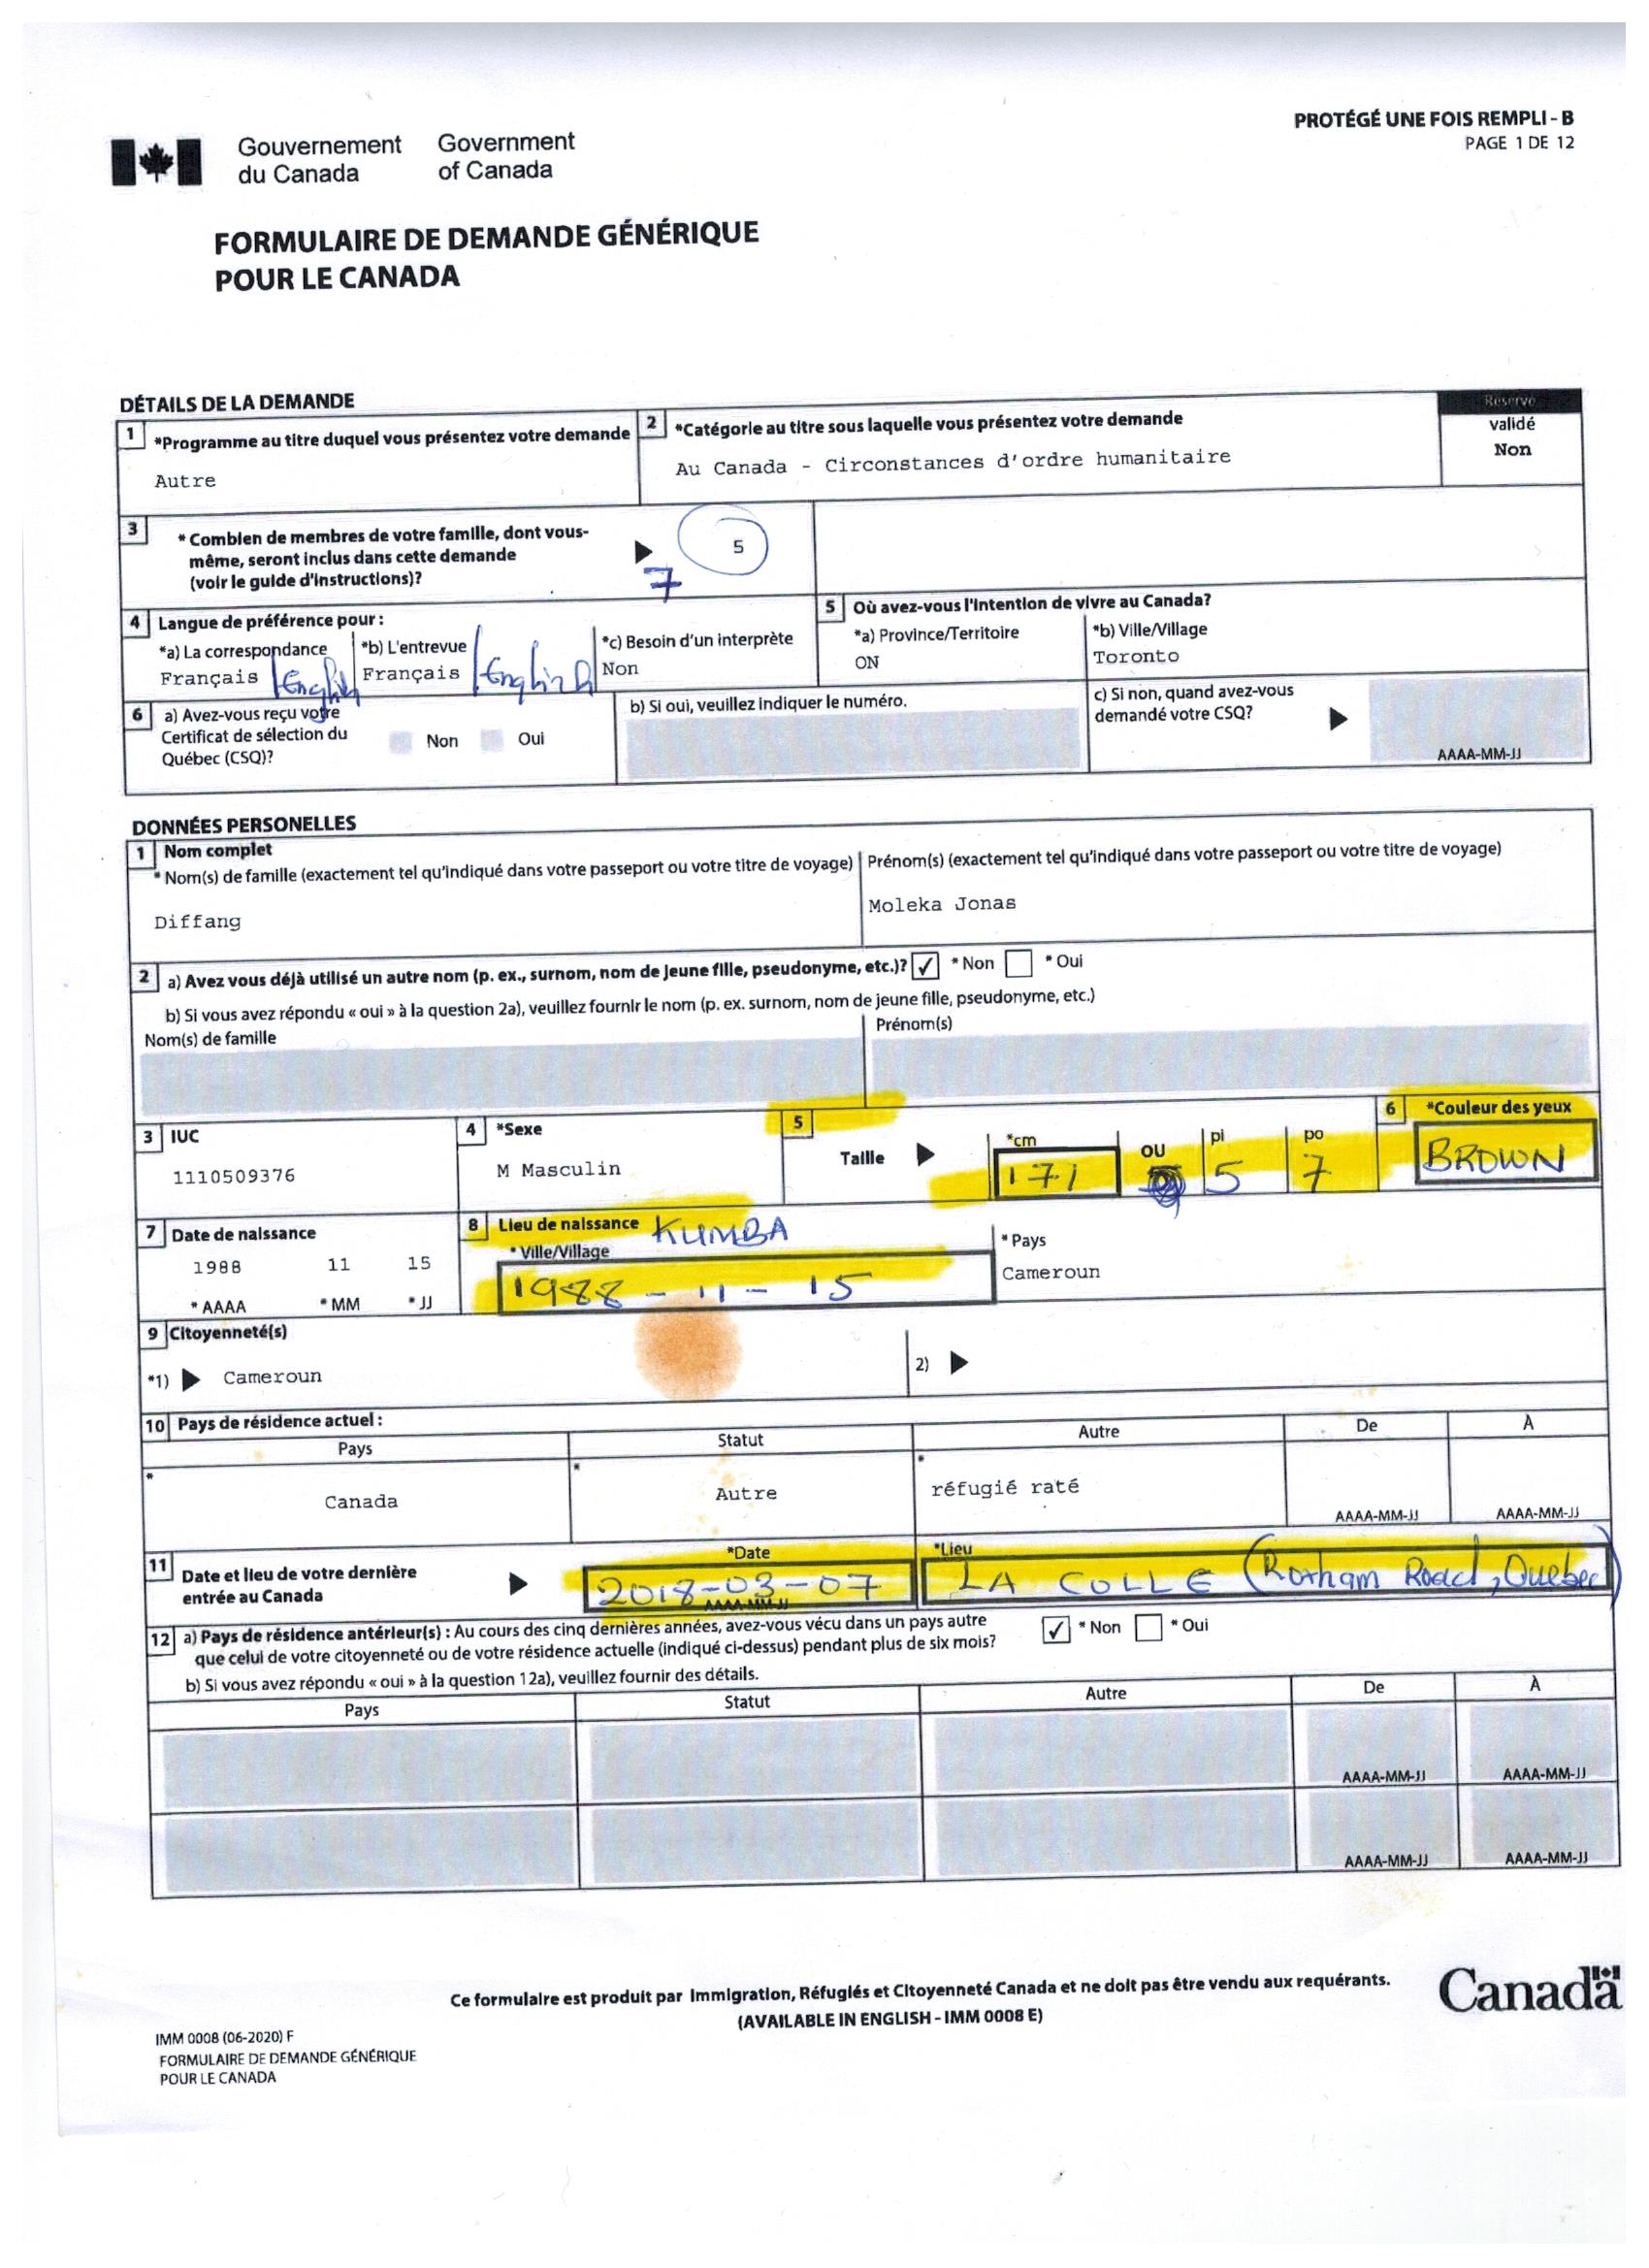 PROTÉGÉ UNE FOIS REMPLI - B
PAGE 1 DE 12
Gouvernement du Canada
Government of Canada
FORMULAIRE DE DEMANDE GÉNÉRIQUE
POUR LE CANADA
DÉTAILS DE LA DEMANDE
1 *Programme au titre duquel vous présentez votre demande
Autre
2 *Catégorie au titre sous laquelle vous présentez votre demande
Au Canada - Circonstances d'ordre humanitaire
Réservé
validé
Non
3 * Combien de membres de votre famille, dont vous-
même, seront inclus dans cette demande
(voir le guide d'instructions)?
5
7
4 Langue de préférence pour :
*a) La correspondance
Français /English
*b) L'entrevue
Français /English
*c) Besoin d'un interprète
Non
5 Où avez-vous l'intention de vivre au Canada?
*a) Province/Territoire
ON
*b) Ville/Village
Toronto
6 a) Avez-vous reçu votre
Certificat de sélection du
Québec (CSQ)?
Non Oui
b) Si oui, veuillez indiquer le numéro.
c) Si non, quand avez-vous
demandé votre CSQ?
AAAA-MM-JJ
DONNÉES PERSONELLES
1 Nom complet
* Nom(s) de famille (exactement tel qu'indiqué dans votre passeport ou votre titre de voyage)
Diffang
Prénom(s) (exactement tel qu'indiqué dans votre passeport ou votre titre de voyage)
Moleka Jonas
2 a) Avez vous déjà utilisé un autre nom (p. ex., surnom, nom de jeune fille, pseudonyme, etc.)? ✓ * Non * Oui
b) Si vous avez répondu « oui » à la question 2a), veuillez fournir le nom (p. ex. surnom, nom de jeune fille, pseudonyme, etc.)
Nom(s) de famille
Prénom(s)
3 IUC
1110509376
4 *Sexe
M Masculin
5 Taille
*cm
171
OU
pi
5
po
7
6 *Couleur des yeux
BROWN
7 Date de naissance
1988 11 15
* AAAA * MM * JJ
8 Lieu de naissance KUMBA
* Ville/Village
1988 - 11 - 15
* Pays
Cameroun
9 Citoyenneté(s)
*1) Cameroun
2)
10 Pays de résidence actuel :
Pays Statut Autre De À
* Canada * Autre * réfugié raté
AAAA-MM-JJ AAAA-MM-JJ
11 Date et lieu de votre dernière
entrée au Canada
*Date
2018-03-07
AAAA-MM-JJ
*Lieu
LA COLLE (Roxham Road, Quebec)
12 a) Pays de résidence antérieur(s) : Au cours des cinq dernières années, avez-vous vécu dans un pays autre
que celui de votre citoyenneté ou de votre résidence actuelle (indiqué ci-dessus) pendant plus de six mois?
✓ * Non * Oui
b) Si vous avez répondu « oui » à la question 12a), veuillez fournir des détails.
Pays Statut Autre De À
AAAA-MM-JJ AAAA-MM-JJ
AAAA-MM-JJ AAAA-MM-JJ
Ce formulaire est produit par Immigration, Réfugiés et Citoyenneté Canada et ne doit pas être vendu aux requérants.
(AVAILABLE IN ENGLISH - IMM 0008 E)
Canada
IMM 0008 (06-2020) F
FORMULAIRE DE DEMANDE GÉNÉRIQUE
POUR LE CANADA